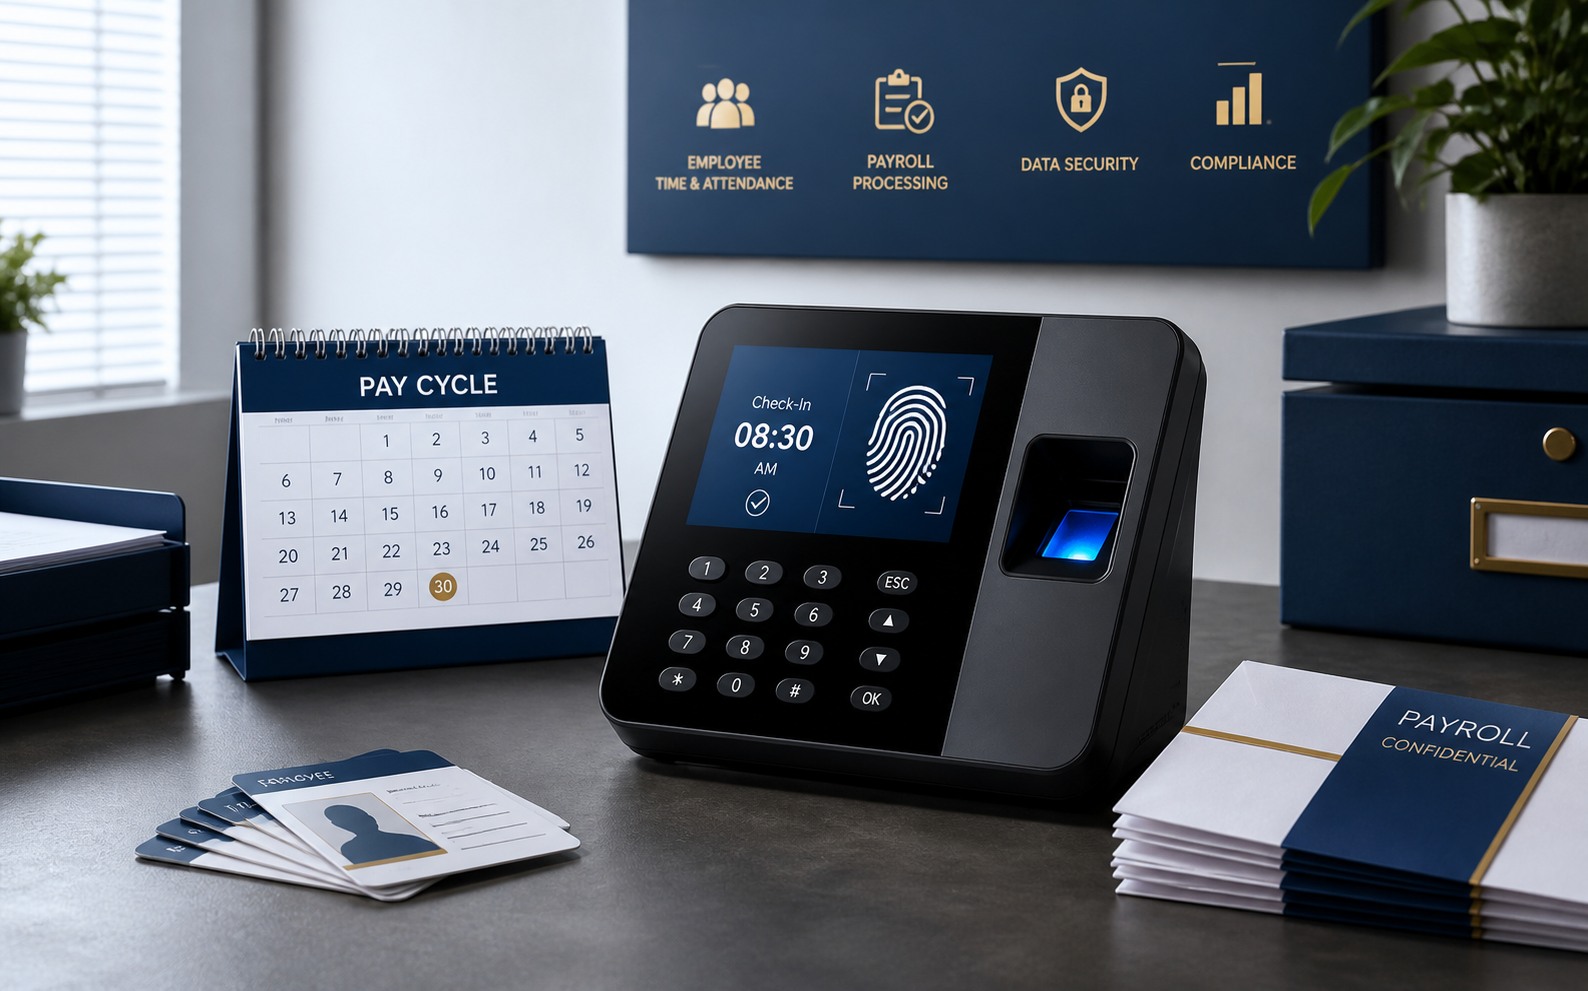 EMPLOYEE
TIME & ATTENDANCE
PAYROLL
PROCESSING
DATA SECURITY
COMPLIANCE
PAY CYCLE
1 2 3 4 5
6 7 8 9 10 11 12
13 14 15 16 17 18 19
20 21 22 23 24 25 26
27 28 29 30
Check-In
08:30
AM
1 2 3 ESC
4 5 6 ▲
7 8 9 ▼
* 0 # OK
PAYROLL
CONFIDENTIAL